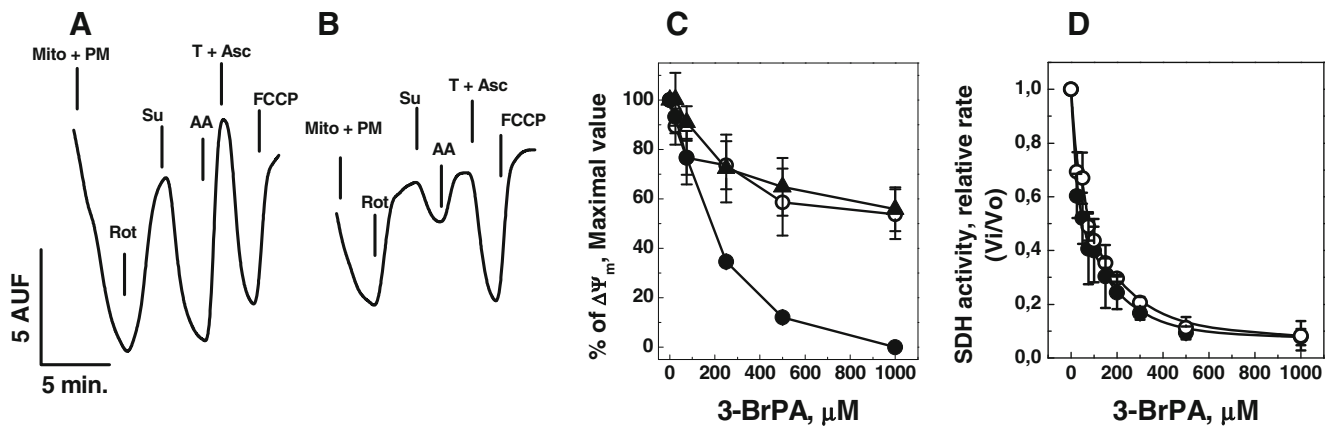 A
Mito + PM
Rot
Su
AA
T + Asc
FCCP
5 AUF
5 min.
B
Mito + PM
Rot
Su
AA
T + Asc
FCCP
C
% of ΔΨm, Maximal value
100
80
60
40
20
0
0 200 400 600 800 1000
3-BrPA, μM
D
SDH activity, relative rate
(Vi/Vo)
1,0
0,8
0,6
0,4
0,2
0,0
0 200 400 600 800 1000
3-BrPA, μM